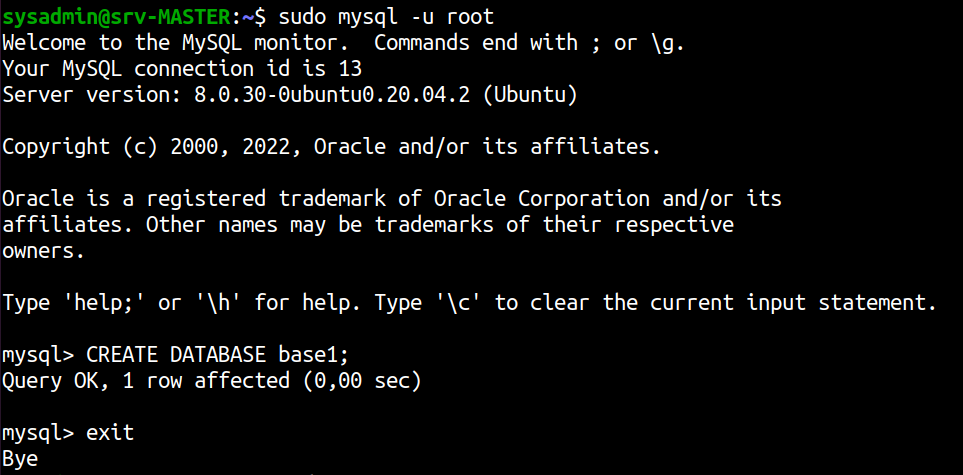 sysadmin@srv-MASTER:~$ sudo mysql -u root
Welcome to the MySQL monitor.  Commands end with ; or \g.
Your MySQL connection id is 13
Server version: 8.0.30-0ubuntu0.20.04.2 (Ubuntu)
Copyright (c) 2000, 2022, Oracle and/or its affiliates.
Oracle is a registered trademark of Oracle Corporation and/or its
affiliates. Other names may be trademarks of their respective
owners.
Type 'help;' or '\h' for help. Type '\c' to clear the current input statement.
mysql> CREATE DATABASE base1;
Query OK, 1 row affected (0,00 sec)
mysql> exit
Bye